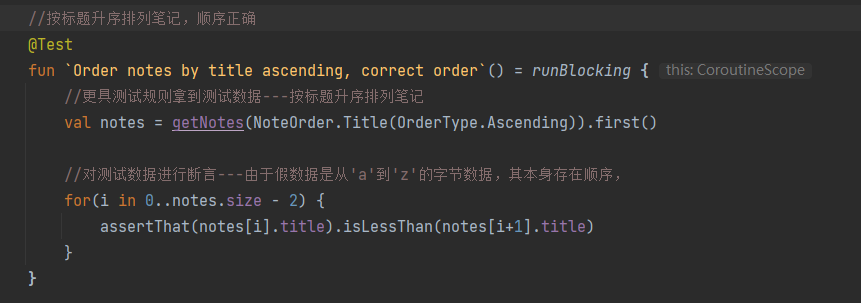 //按标题升序排列笔记，顺序正确
@Test
fun `Order notes by title ascending, correct order`() = runBlocking { this: CoroutineScope
//更具测试规则拿到测试数据---按标题升序排列笔记
val notes = getNotes(NoteOrder.Title(OrderType.Ascending)).first()
//对测试数据进行断言---由于假数据是从'a'到'z'的字节数据，其本身存在顺序，
for(i in 0..notes.size - 2) {
assertThat(notes[i].title).isLessThan(notes[i+1].title)
}
}